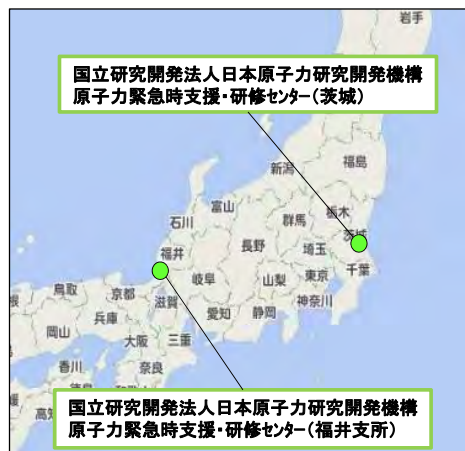 岩手
国立研究開発法人日本原子力研究開発機構
原子力緊急時支援・研修センター(茨城)
新潟
福島
石川
富山
栃木
群馬
茨城
福井
長野
埼玉
岐阜
千葉
東京
山梨
鳥取
京都
滋賀
神奈川
兵庫
愛知
静岡
岡山
大阪
三重
香川
奈良
国立研究開発法人日本原子力研究開発機構
原子力緊急時支援・研修センター(福井支所)